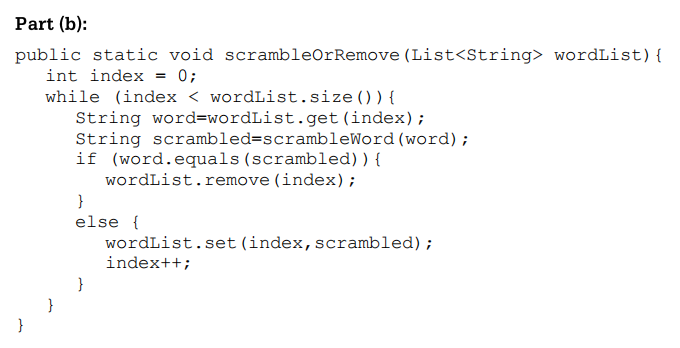 Part (b):
public static void scrambleOrRemove(List<String> wordList){
int index = 0;
while (index < wordList.size()){
String word=wordList.get(index);
String scrambled=scrambleWord(word);
if (word.equals(scrambled)){
wordList.remove(index);
}
else {
wordList.set(index,scrambled);
index++;
}
}
}